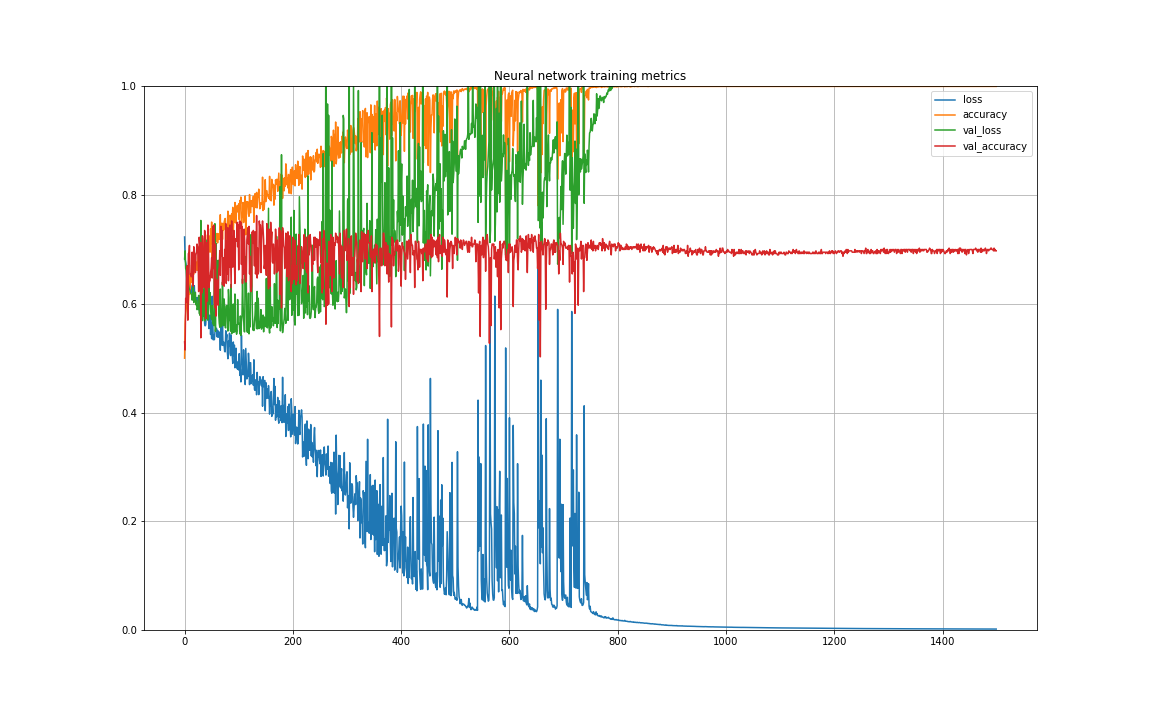 Neural network training metrics
1.0
0.8
0.6
0.4
0.2
0.0
loss
accuracy
val_loss
val_accuracy
0 200 400 600 800 1000 1200 1400